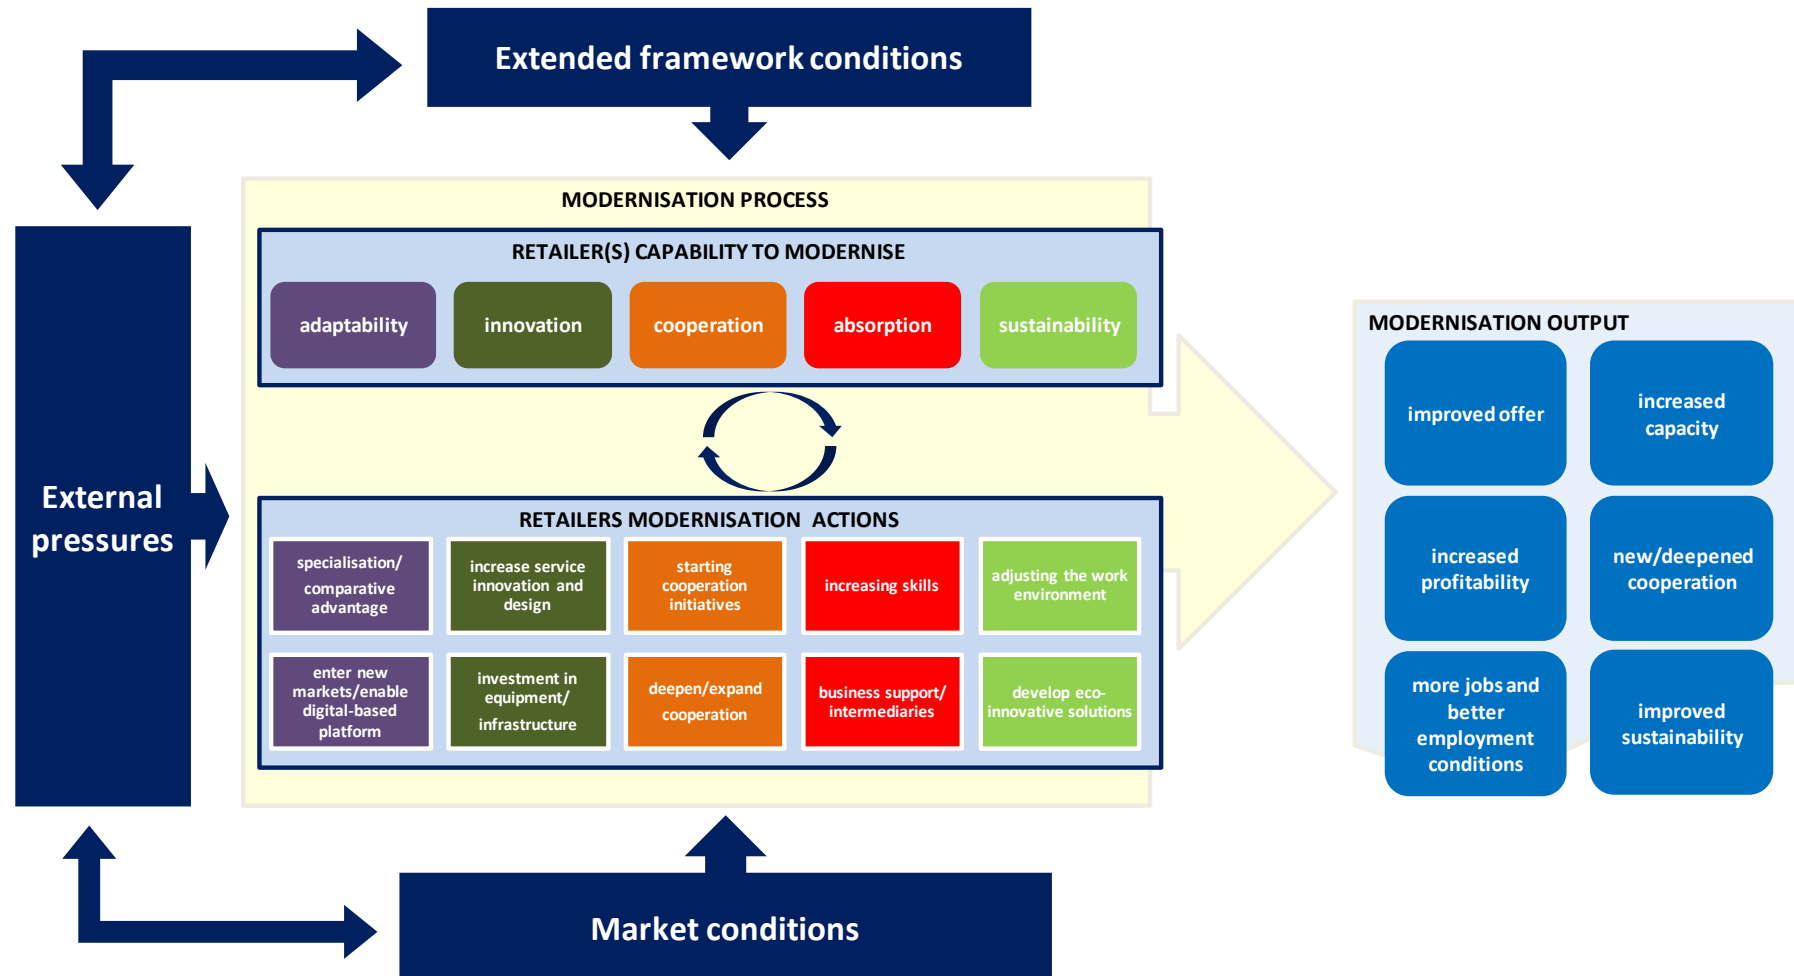 Extended framework conditions
MODERNISATION PROCESS
RETAILER(S) CAPABILITY TO MODERNISE
adaptability
innovation
cooperation
absorption
sustainability
External
pressures
RETAILERS MODERNISATION ACTIONS
specialisation/
comparative
advantage
increase service
innovation and
design
starting
cooperation
initiatives
increasing skills
adjusting the work
environment
enter new
markets/enable
digital-based
platform
investment in
equipment/
infrastructure
deepen/expand
cooperation
business support/
intermediaries
develop eco-
innovative solutions
MODERNISATION OUTPUT
improved offer
increased
capacity
increased
profitability
new/deepened
cooperation
more jobs and
better
employment
conditions
improved
sustainability
Market conditions